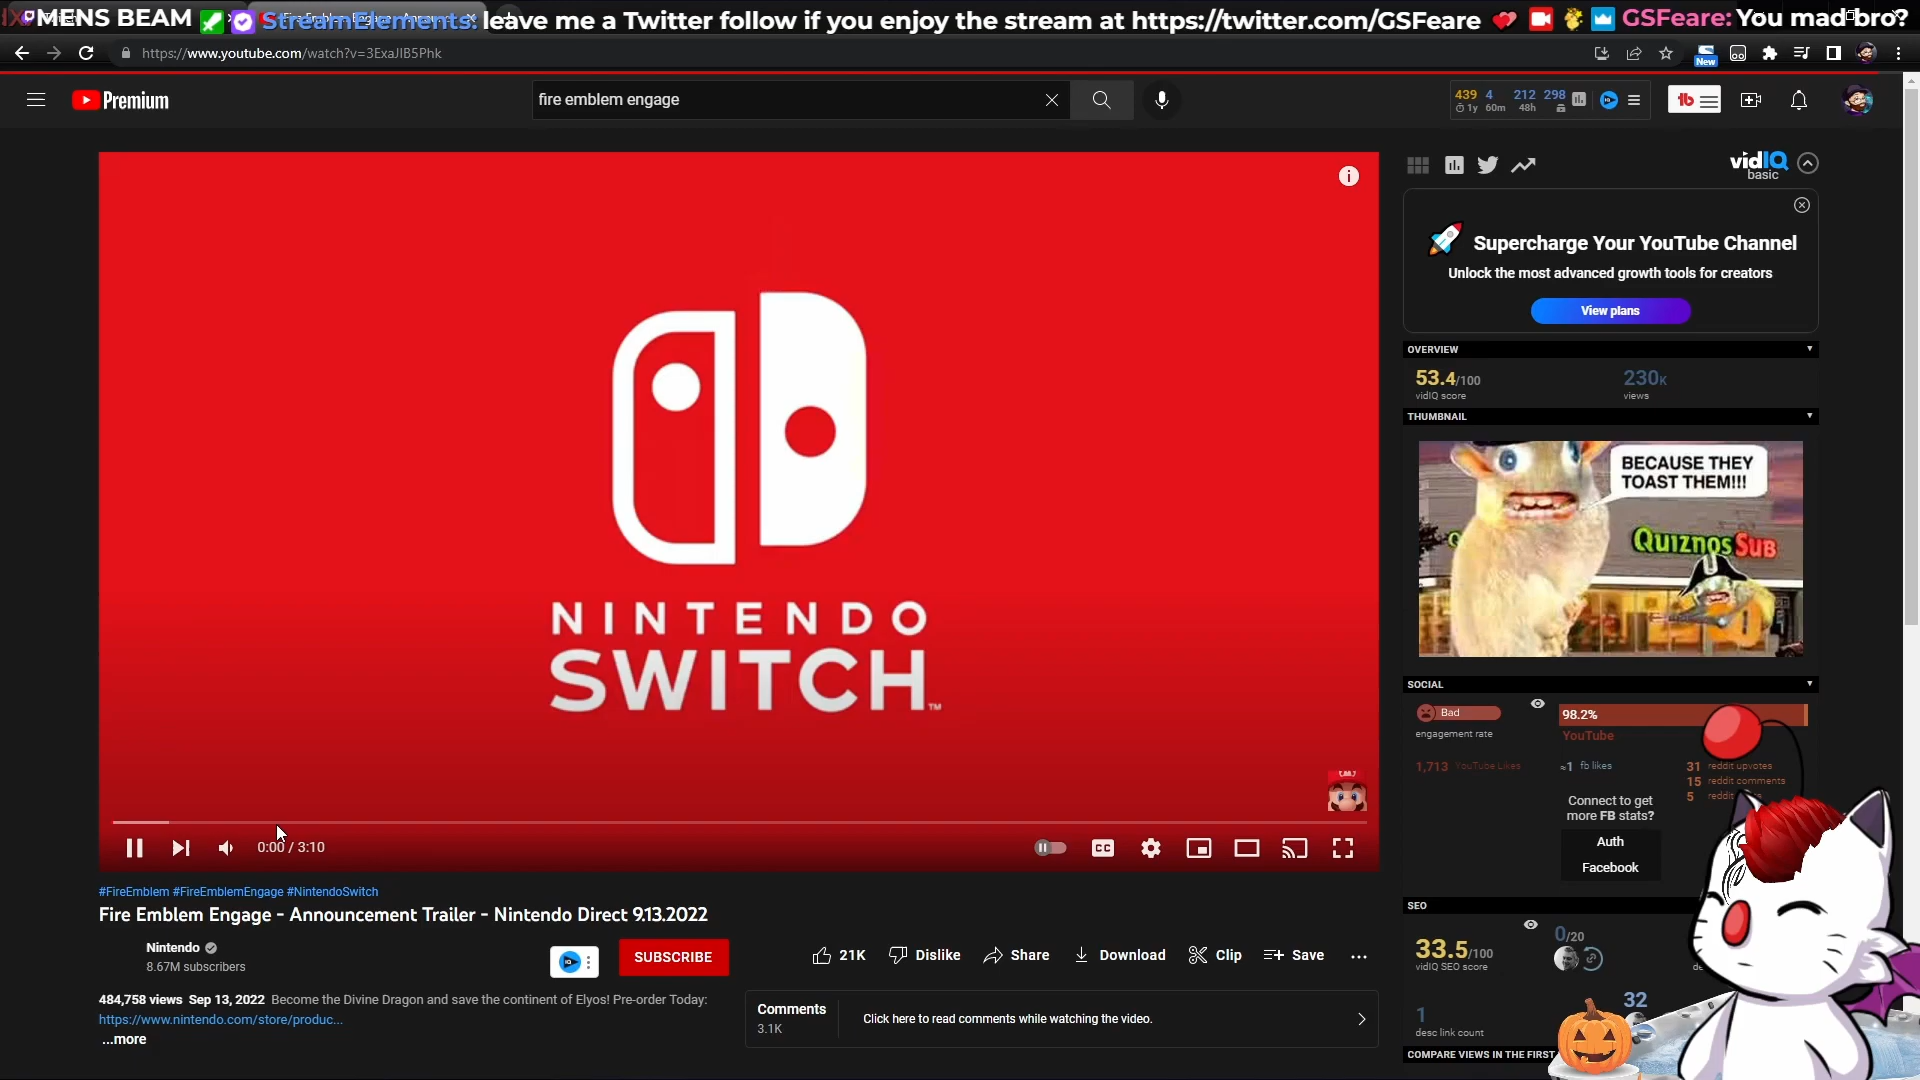 MENS BEAM StreamElements: leave me a Twitter follow if you enjoy the stream at https://twitter.com/GSFeare GSFeare: You mad bro?
https://www.youtube.com/watch?v=3ExaJIB5Phk
New
Premium
fire emblem engage
439 4 212 298
1y 60m 48h
NINTENDO
SWITCH
TM
0:00 / 3:10
CC
#FireEmblem #FireEmblemEngage #NintendoSwitch
Fire Emblem Engage - Announcement Trailer - Nintendo Direct 9.13.2022
Nintendo
8.67M subscribers
SUBSCRIBE
21K
Dislike
Share
Download
Clip
Save
484,758 views Sep 13, 2022 Become the Divine Dragon and save the continent of Elyos! Pre-order Today:
https://www.nintendo.com/store/produc...
...more
Comments
3.1K
Click here to read comments while watching the video.
vidIQ
basic
Supercharge Your YouTube Channel
Unlock the most advanced growth tools for creators
View plans
OVERVIEW
53.4/100
vidIQ score
230K
views
THUMBNAIL
BECAUSE THEY
TOAST THEM!!!
QUIZNOS SUB
SOCIAL
Bad
engagement rate
98.2%
YouTube
1,713 YouTube Likes
≈1 fb likes
31 reddit upvotes
15 reddit comments
5 reddit
Connect to get
more FB stats?
Auth
Facebook
SEO
33.5/100
vidIQ SEO score
0/20
1
desc link count
32
COMPARE VIEWS IN THE FIRST